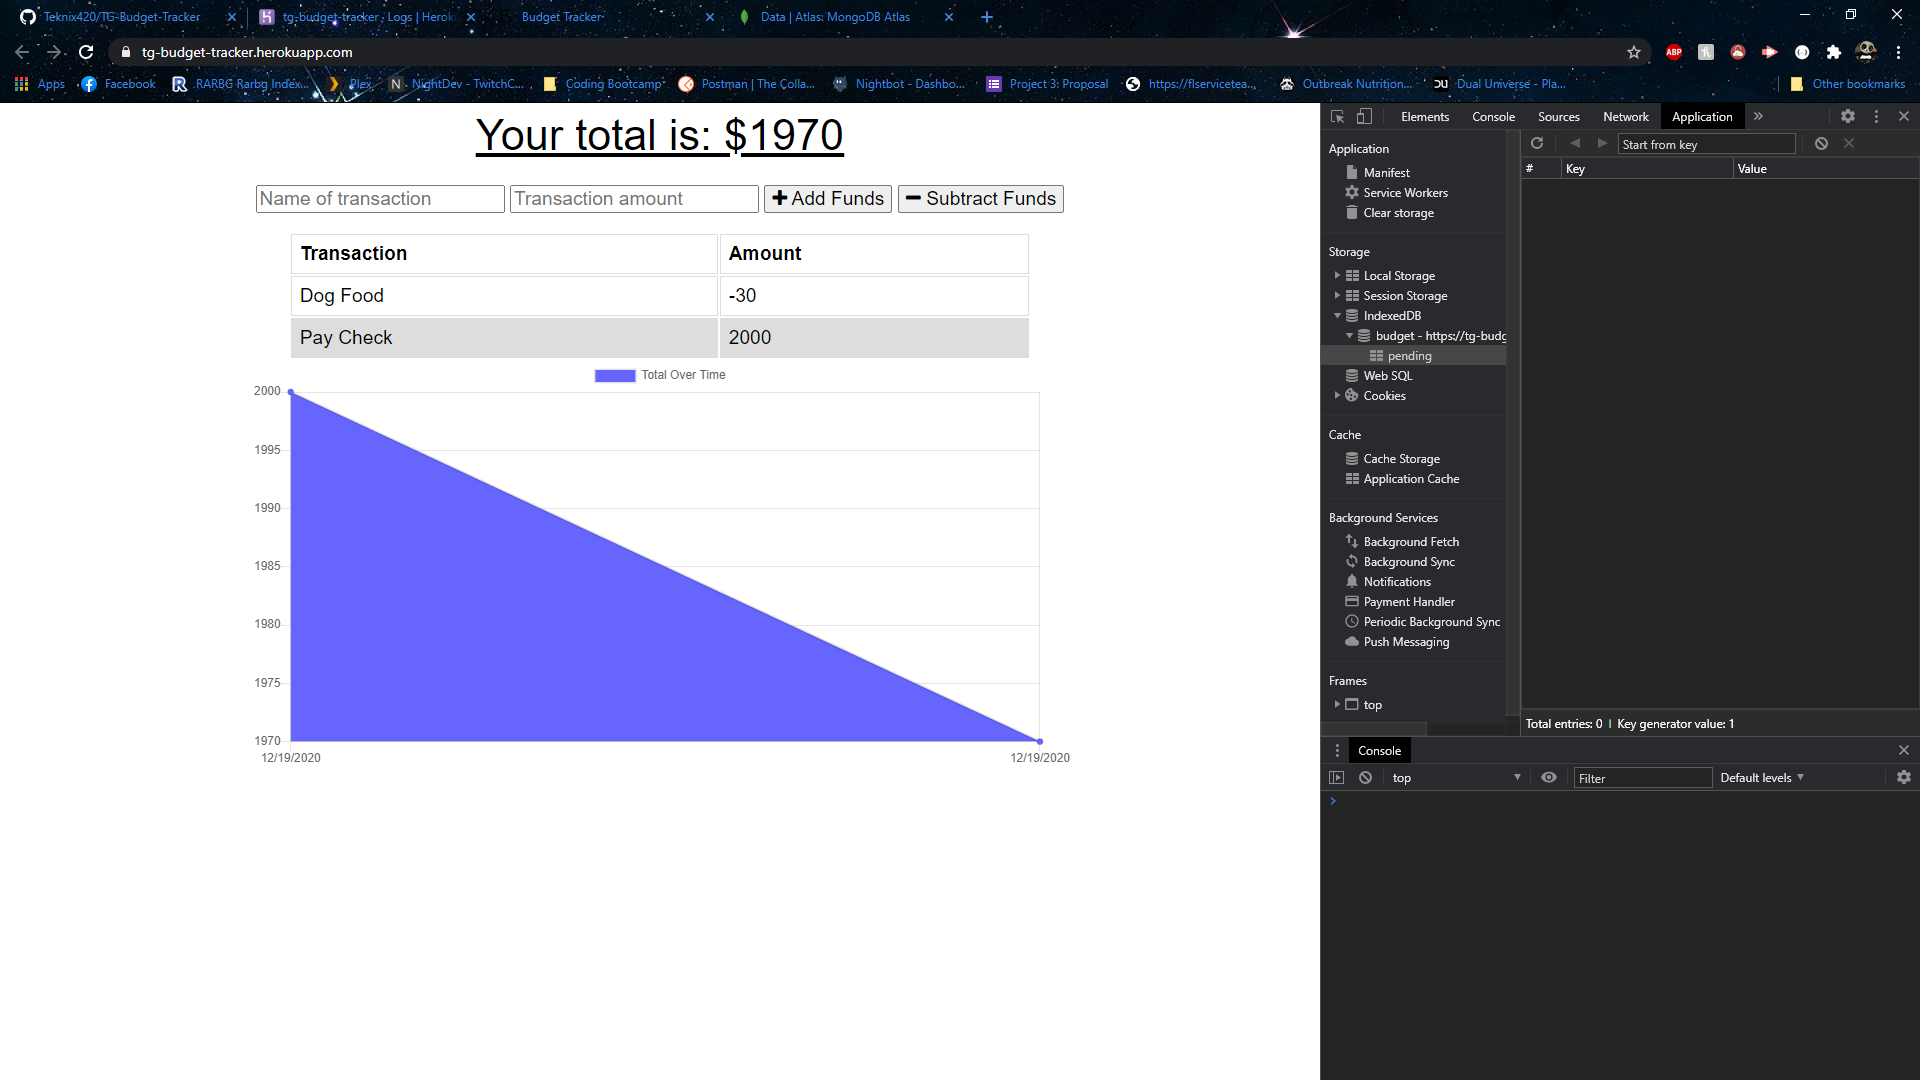 Teknix420/TG-Budget-Tracker
tg-budget-tracker · Logs | Herok
Budget Tracker
Data | Atlas: MongoDB Atlas
tg-budget-tracker.herokuapp.com
ABP
Apps
Facebook
RARBG Rarbg Index...
Plex
NightDev - TwitchC...
Coding Bootcamp
Postman | The Colla...
Nightbot - Dashbo...
Project 3: Proposal
https://flservicetea...
Outbreak Nutrition...
Dual Universe - Pla...
Other bookmarks
Your total is: $1970
Name of transaction
Transaction amount
Add Funds
Subtract Funds
Transaction Amount
Dog Food -30
Pay Check 2000
Total Over Time
2000
1995
1990
1985
1980
1975
1970
12/19/2020 12/19/2020
Elements Console Sources Network Application »
Application
Manifest
Service Workers
Clear storage
Storage
Local Storage
Session Storage
IndexedDB
budget - https://tg-budg
pending
Web SQL
Cookies
Cache
Cache Storage
Application Cache
Background Services
Background Fetch
Background Sync
Notifications
Payment Handler
Periodic Background Sync
Push Messaging
Frames
top
Start from key
# Key Value
Total entries: 0 Key generator value: 1
Console
top
Filter
Default levels